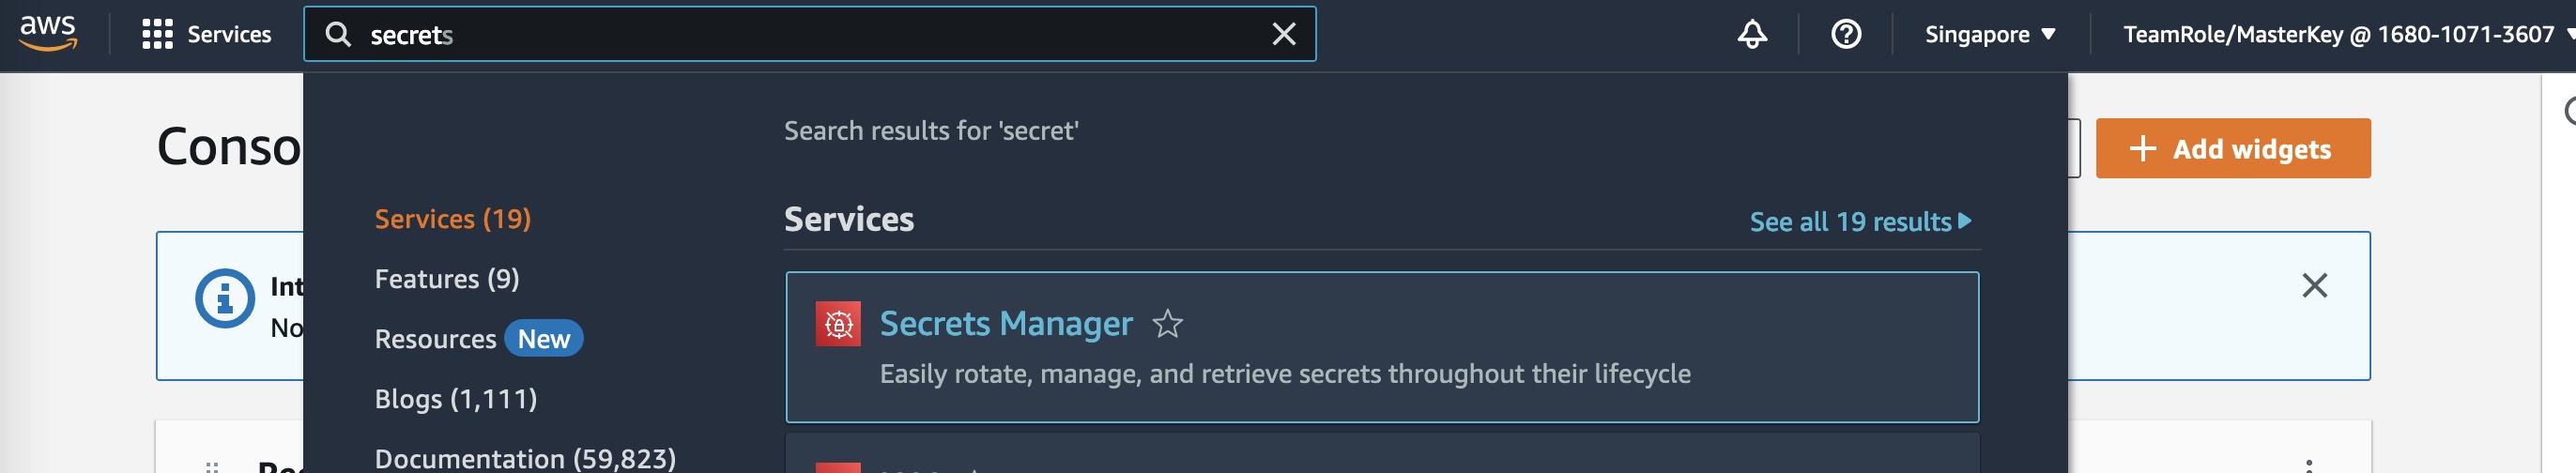 aws
Services
secrets
Singapore
TeamRole/MasterKey @ 1680-1071-3607
Conso
Search results for 'secret'
Add widgets
Services (19)
Services
See all 19 results
Features (9)
Int
No
Resources New
Secrets Manager
Easily rotate, manage, and retrieve secrets throughout their lifecycle
Blogs (1,111)
Documentation (59,823)